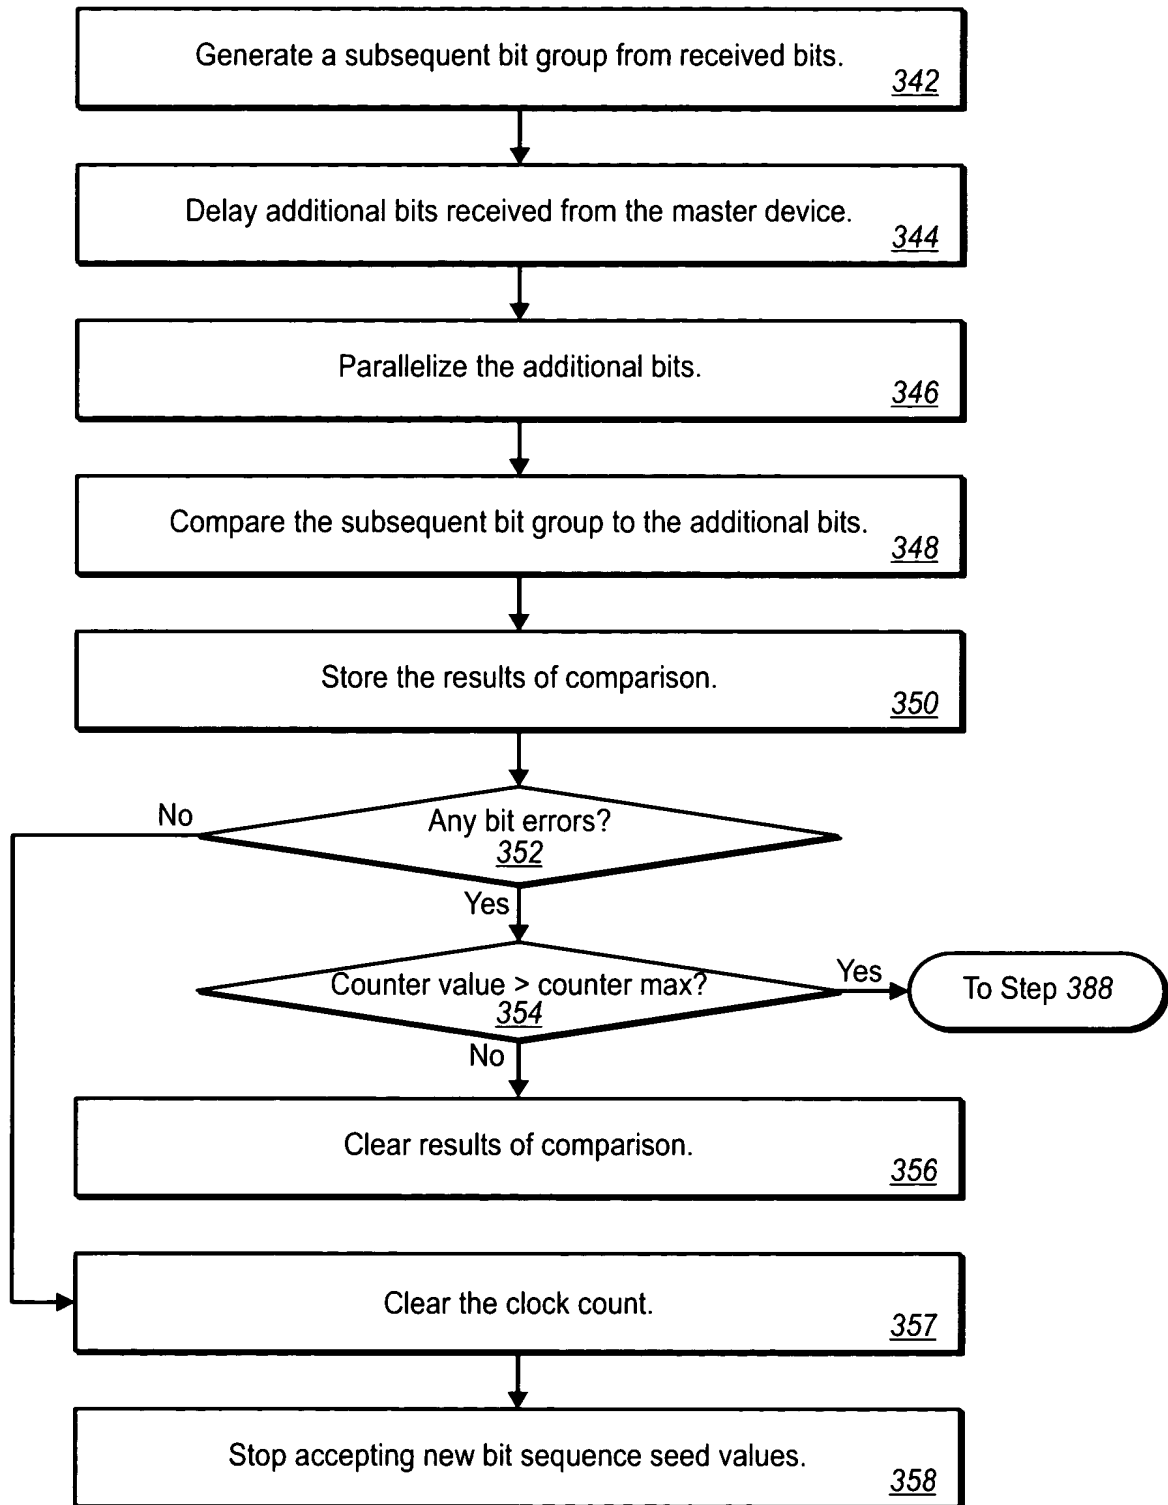 Generate a subsequent bit group from received bits.
342
Delay additional bits received from the master device.
344
Parallelize the additional bits.
346
Compare the subsequent bit group to the additional bits.
348
Store the results of comparison.
350
No
Any bit errors?
352
Yes
Counter value > counter max?
354
Yes
To Step 388
No
Clear results of comparison.
356
Clear the clock count.
357
Stop accepting new bit sequence seed values.
358